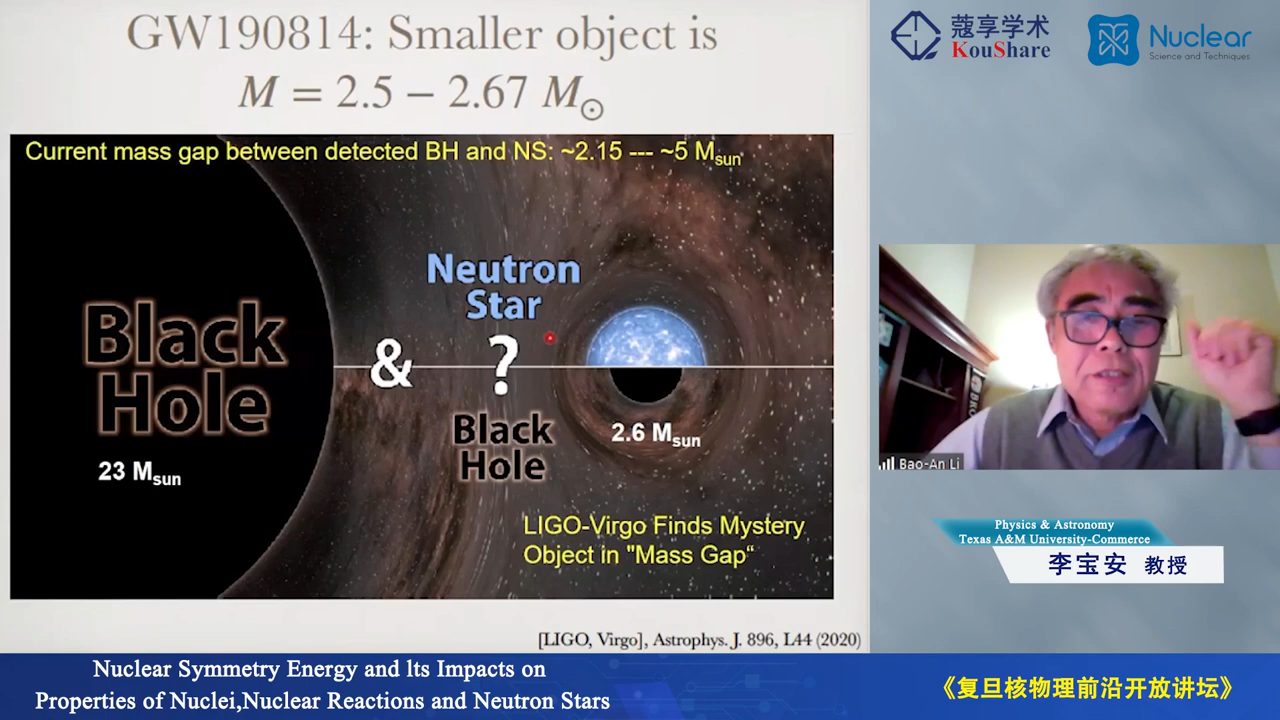 GW190814: Smaller object is
M = 2.5 − 2.67 M⊙
Current mass gap between detected BH and NS: ~2.15 --- ~5 Msun
Neutron
Star
Black
Hole
&
?
Black
Hole
23 Msun
2.6 Msun
LIGO-Virgo Finds Mystery
Object in "Mass Gap“
[LIGO, Virgo], Astrophys. J. 896, L44 (2020)
蔻享学术
KouShare
Nuclear
Science and Techniques
Bao-An Li
Physics & Astronomy
Texas A&M University-Commerce
李宝安 教授
Nuclear Symmetry Energy and lts Impacts on
Properties of Nuclei,Nuclear Reactions and Neutron Stars
《复旦核物理前沿开放讲坛》